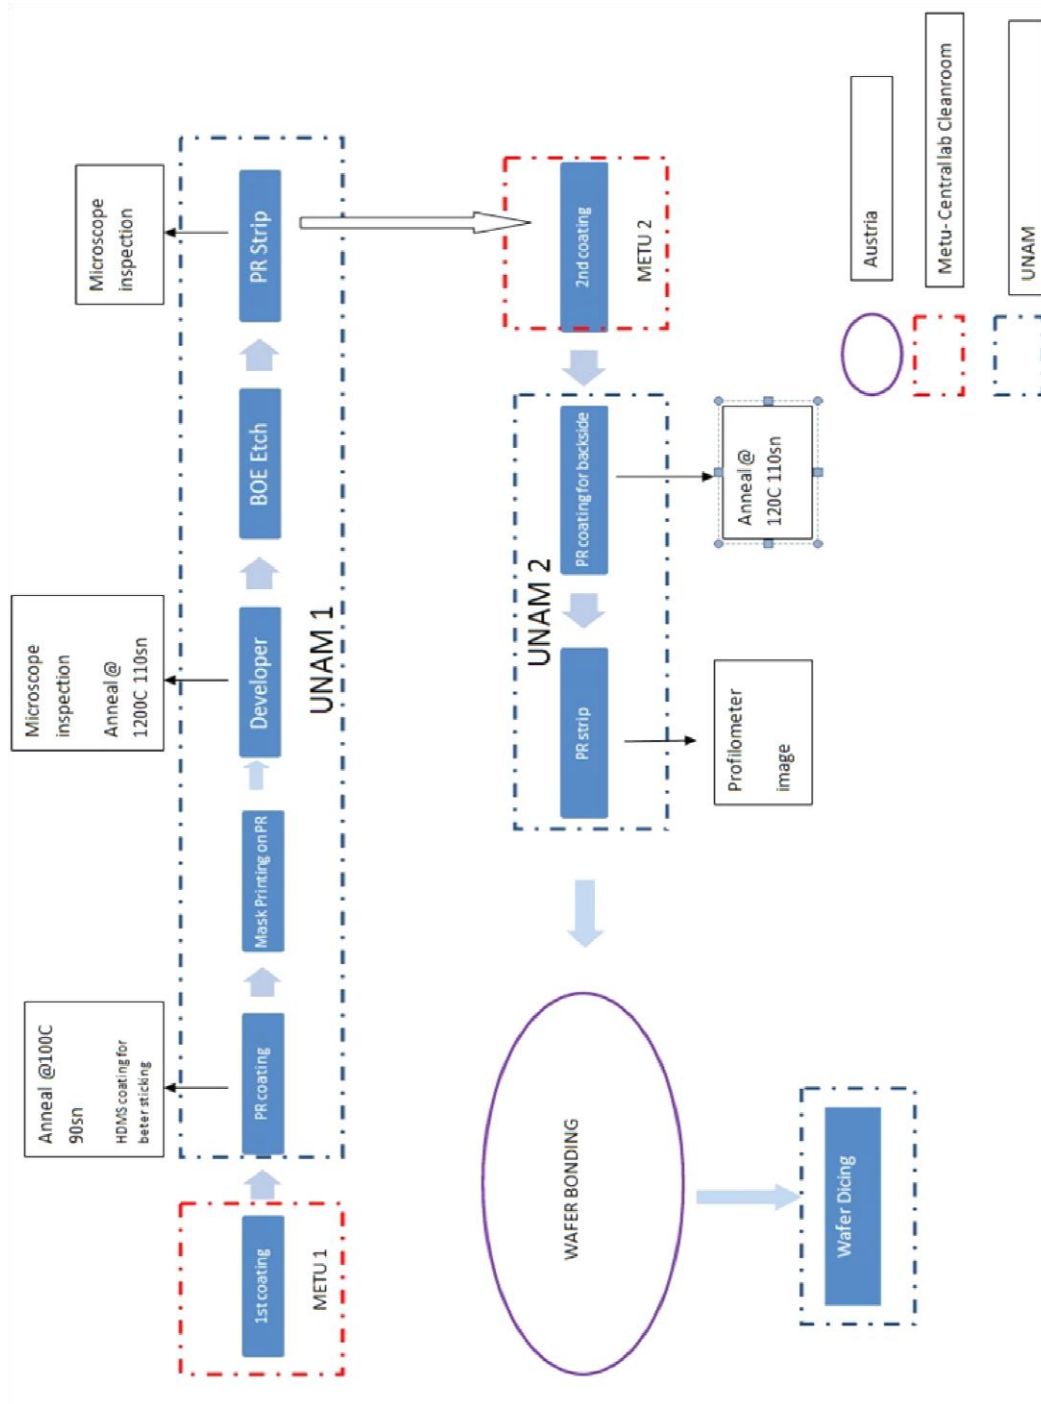 Anneal @100C
90sn
HDMS coating for
beter sticking
Microscope
inspection
Anneal @
1200C 110sn
Microscope
inspection
1st coating
METU 1
PR coating
Mask Printing on PR
Developer
BOE Etch
PR Strip
UNAM 1
WAFER BONDING
UNAM 2
PR strip
PR coating for backside
2nd coating
METU 2
Profilometer
image
Anneal @
120C 110sn
Wafer Dicing
Austria
Metu- Central lab Cleanroom
UNAM